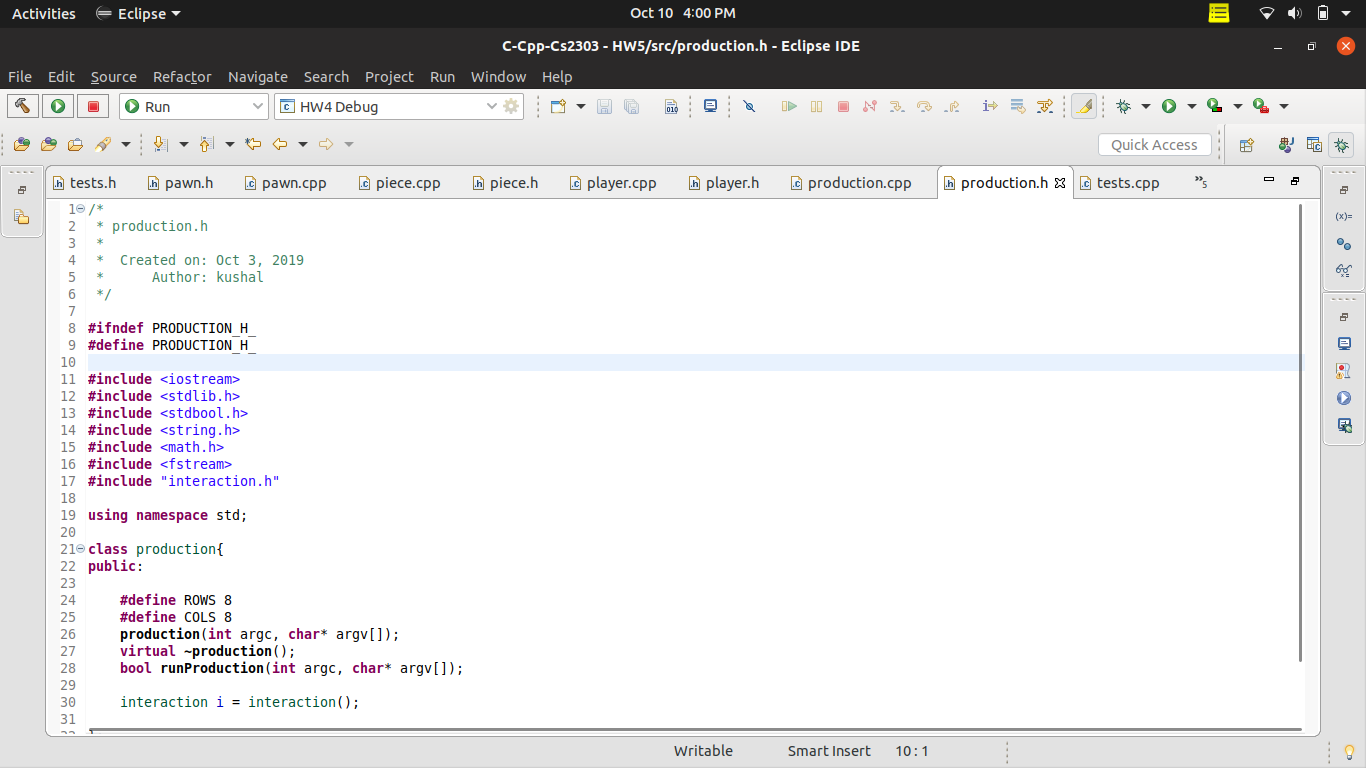 Activities Eclipse Oct 10 4:00 PM
C-Cpp-Cs2303 - HW5/src/production.h - Eclipse IDE
File Edit Source Refactor Navigate Search Project Run Window Help
Run HW4 Debug
Quick Access
tests.h pawn.h pawn.cpp piece.cpp piece.h player.cpp player.h production.cpp production.h tests.cpp »5
1 /*
2  * production.h
3  *
4  *  Created on: Oct 3, 2019
5  *      Author: kushal
6  */
7
8 #ifndef PRODUCTION_H_
9 #define PRODUCTION_H_
10
11 #include <iostream>
12 #include <stdlib.h>
13 #include <stdbool.h>
14 #include <string.h>
15 #include <math.h>
16 #include <fstream>
17 #include "interaction.h"
18
19 using namespace std;
20
21 class production{
22 public:
23
24     #define ROWS 8
25     #define COLS 8
26     production(int argc, char* argv[]);
27     virtual ~production();
28     bool runProduction(int argc, char* argv[]);
29
30     interaction i = interaction();
31
Writable Smart Insert 10 : 1